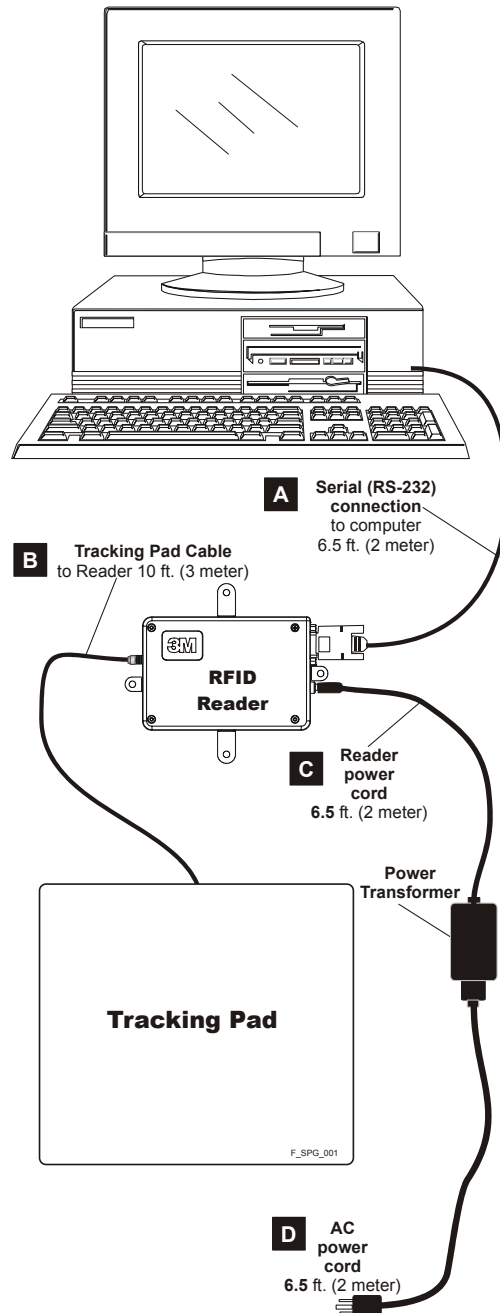 A
Serial (RS-232)
connection
to computer
6.5 ft. (2 meter)
B
Tracking Pad Cable
to Reader 10 ft. (3 meter)
3M
RFID
Reader
C
Reader
power
cord
6.5 ft. (2 meter)
Power
Transformer
Tracking Pad
F_SPG_001
D
AC
power
cord
6.5 ft. (2 meter)